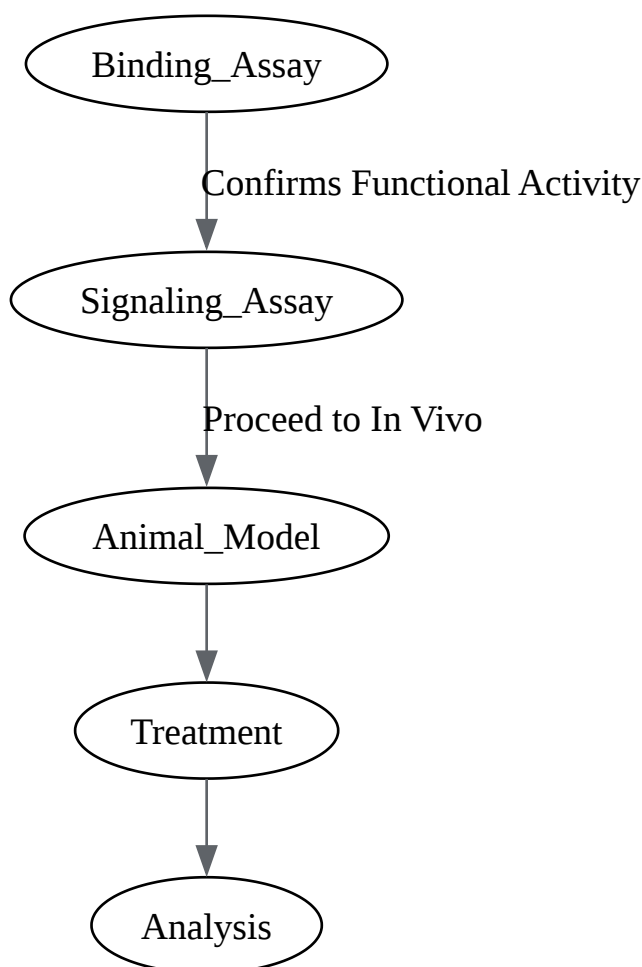 Binding_Assay
Confirms Functional Activity
Signaling_Assay
Proceed to In Vivo
Animal_Model
Treatment
Analysis